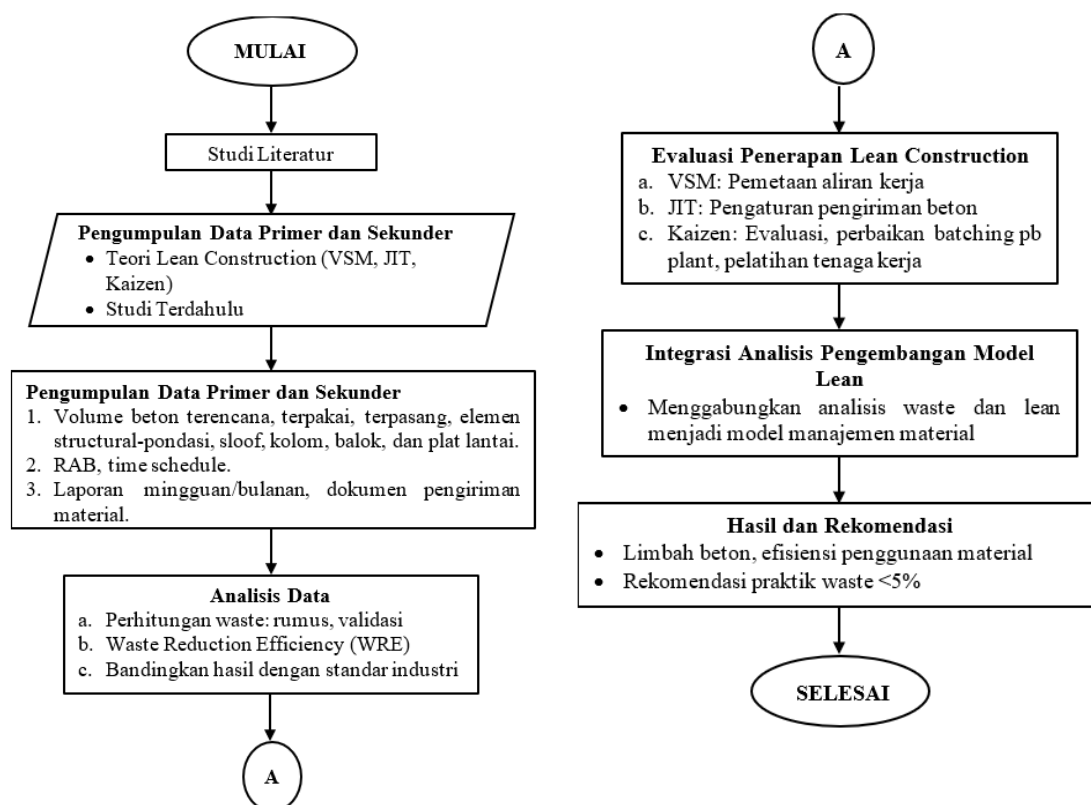 MULAI
Studi Literatur
Pengumpulan Data Primer dan Sekunder
• Teori Lean Construction (VSM, JIT,
Kaizen)
• Studi Terdahulu
Pengumpulan Data Primer dan Sekunder
1. Volume beton terencana, terpakai, terpasang, elemen
structural-pondasi, sloof, kolom, balok, dan plat lantai.
2. RAB, time schedule.
3. Laporan mingguan/bulanan, dokumen pengiriman
material.
Analisis Data
a. Perhitungan waste: rumus, validasi
b. Waste Reduction Efficiency (WRE)
c. Bandingkan hasil dengan standar industri
A
A
Evaluasi Penerapan Lean Construction
a. VSM: Pemetaan aliran kerja
b. JIT: Pengaturan pengiriman beton
c. Kaizen: Evaluasi, perbaikan batching pb
plant, pelatihan tenaga kerja
Integrasi Analisis Pengembangan Model
Lean
• Menggabungkan analisis waste dan lean
menjadi model manajemen material
Hasil dan Rekomendasi
• Limbah beton, efisiensi penggunaan material
• Rekomendasi praktik waste <5%
SELESAI